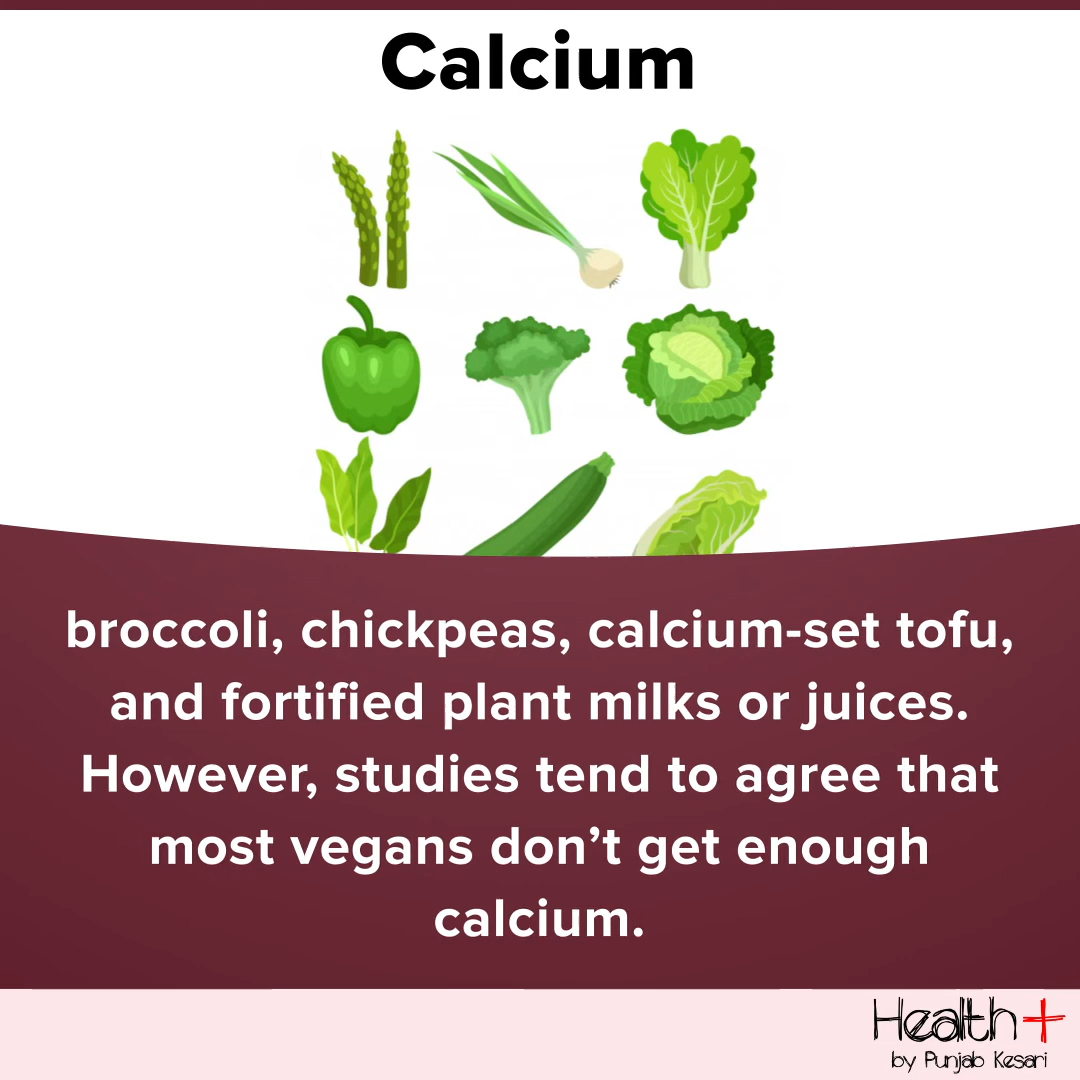 Calcium
broccoli, chickpeas, calcium-set tofu,
and fortified plant milks or juices.
However, studies tend to agree that
most vegans don’t get enough
calcium.
Health+
by Punjab Kesari